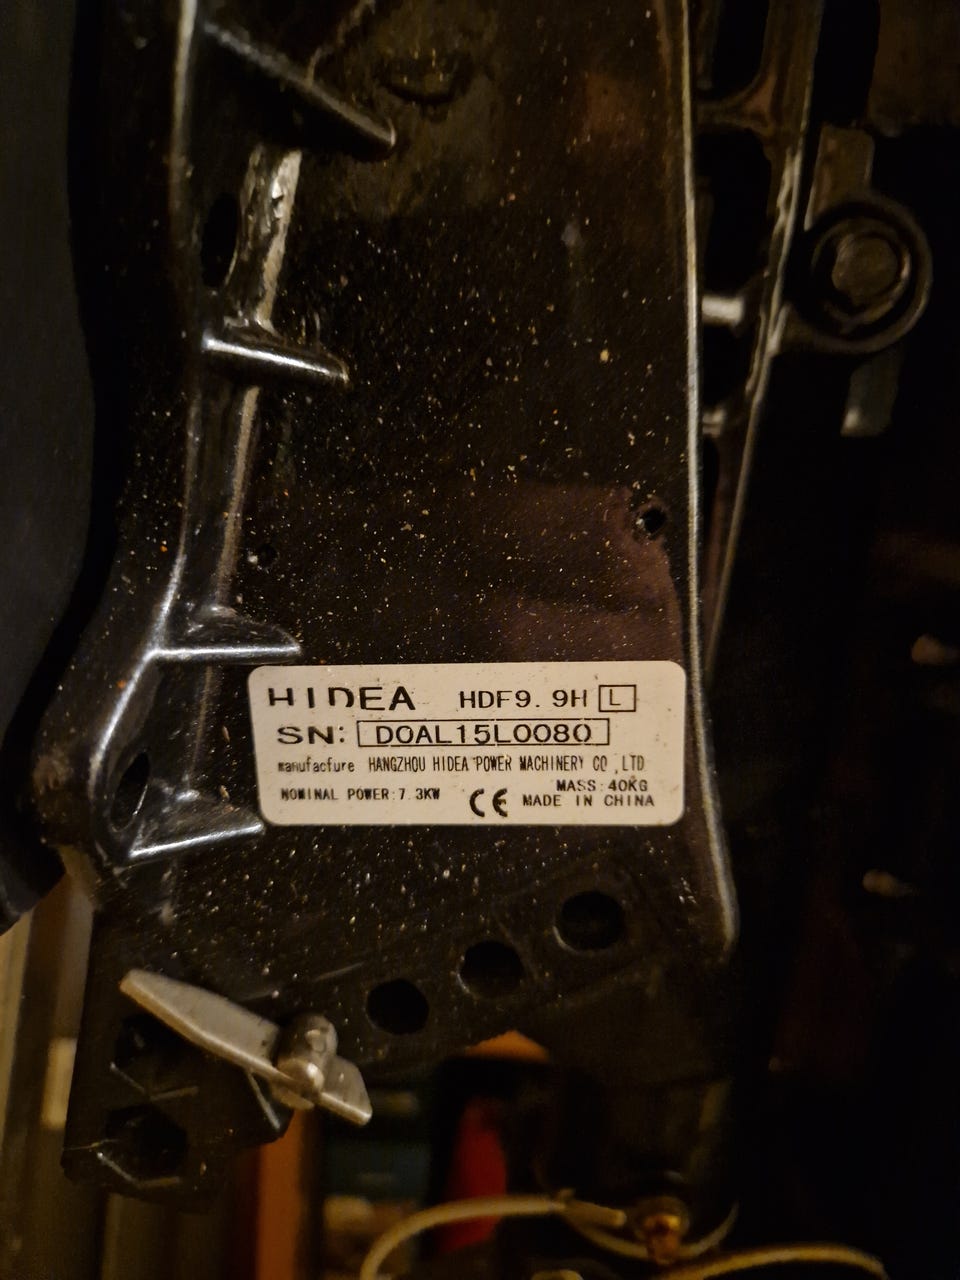 HIDEA HDF9.9H L
SN: D0AL15L0080
manufacfure HANGZHOU HIDEA POWER MACHINERY CO ,LTD
MASS:40KG
NOMINAL POWER:7.3KW CE MADE IN CHINA